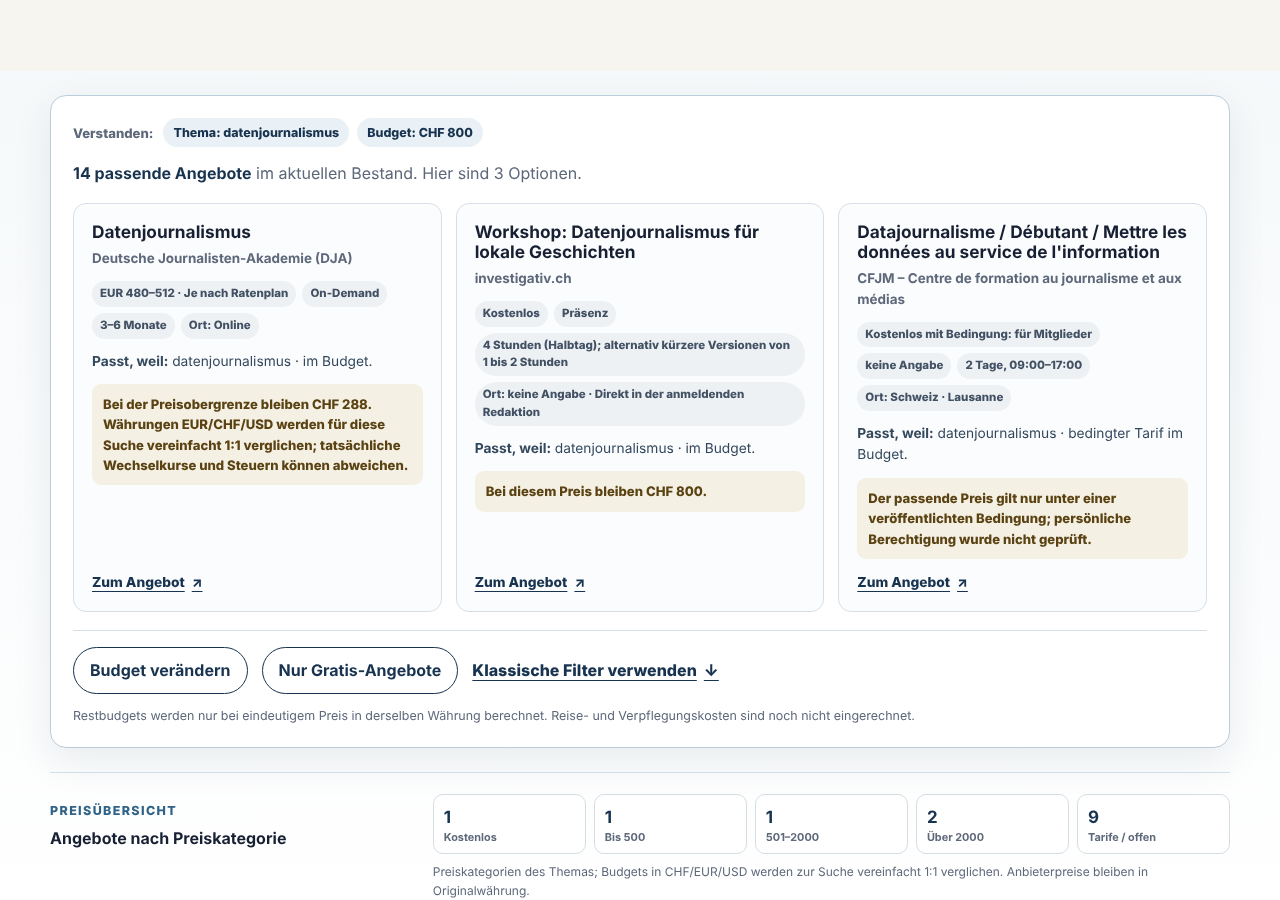 Verstanden: Thema: datenjournalismus Budget: CHF 800
14 passende Angebote im aktuellen Bestand. Hier sind 3 Optionen.
Datenjournalismus
Deutsche Journalisten-Akademie (DJA)
EUR 480–512 · Je nach Ratenplan On-Demand
3–6 Monate Ort: Online
Passt, weil: datenjournalismus · im Budget.
Bei der Preisobergrenze bleiben CHF 288.
Währungen EUR/CHF/USD werden für diese
Suche vereinfacht 1:1 verglichen; tatsächliche
Wechselkurse und Steuern können abweichen.
Zum Angebot ↗
Workshop: Datenjournalismus für
lokale Geschichten
investigativ.ch
Kostenlos Präsenz
4 Stunden (Halbtag); alternativ kürzere Versionen von
1 bis 2 Stunden
Ort: keine Angabe · Direkt in der anmeldenden
Redaktion
Passt, weil: datenjournalismus · im Budget.
Bei diesem Preis bleiben CHF 800.
Zum Angebot ↗
Datajournalisme / Débutant / Mettre les
données au service de l'information
CFJM – Centre de formation au journalisme et aux
médias
Kostenlos mit Bedingung: für Mitglieder
keine Angabe 2 Tage, 09:00–17:00
Ort: Schweiz · Lausanne
Passt, weil: datenjournalismus · bedingter Tarif im
Budget.
Der passende Preis gilt nur unter einer
veröffentlichten Bedingung; persönliche
Berechtigung wurde nicht geprüft.
Zum Angebot ↗
Budget verändern Nur Gratis-Angebote Klassische Filter verwenden ↓
Restbudgets werden nur bei eindeutigem Preis in derselben Währung berechnet. Reise- und Verpflegungskosten sind noch nicht eingerechnet.
PREISÜBERSICHT
Angebote nach Preiskategorie
1
Kostenlos
1
Bis 500
1
501–2000
2
Über 2000
9
Tarife / offen
Preiskategorien des Themas; Budgets in CHF/EUR/USD werden zur Suche vereinfacht 1:1 verglichen. Anbieterpreise bleiben in
Originalwährung.